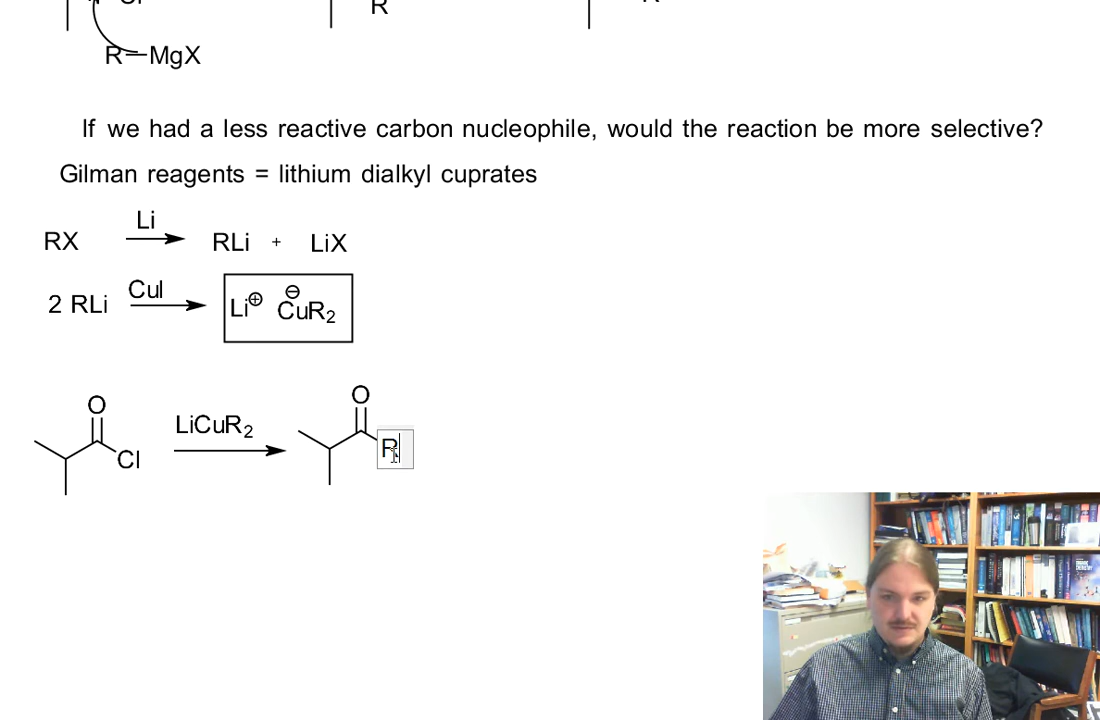 R
R—MgX
If we had a less reactive carbon nucleophile, would the reaction be more selective?
Gilman reagents = lithium dialkyl cuprates
RX Li RLi + LiX
2 RLi CuI Li⊕ ⊖CuR₂
O
Cl
LiCuR₂
O
R